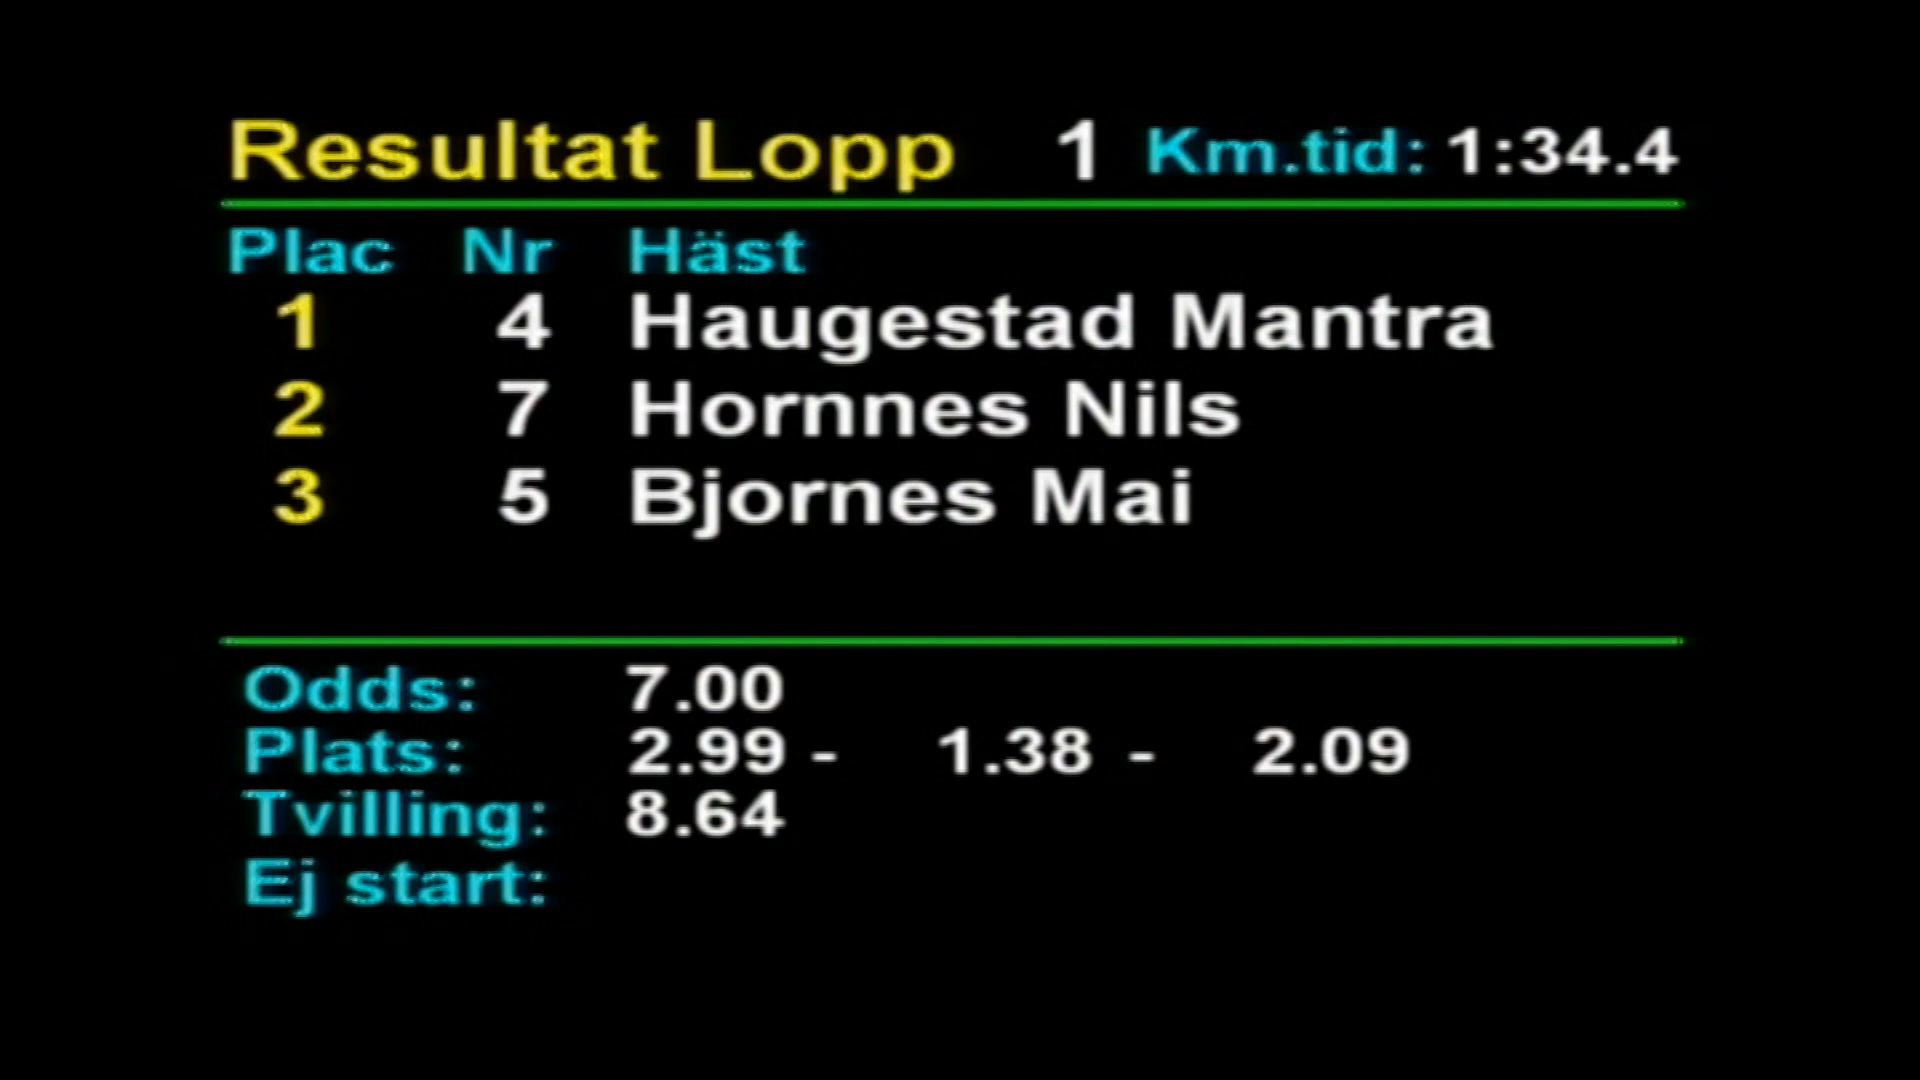 Resultat Lopp 1 Km.tid: 1:34.4
Plac Nr Häst
1 4 Haugestad Mantra
2 7 Hornnes Nils
3 5 Bjornes Mai
Odds: 7.00
Plats: 2.99 - 1.38 - 2.09
Tvilling: 8.64
Ej start: